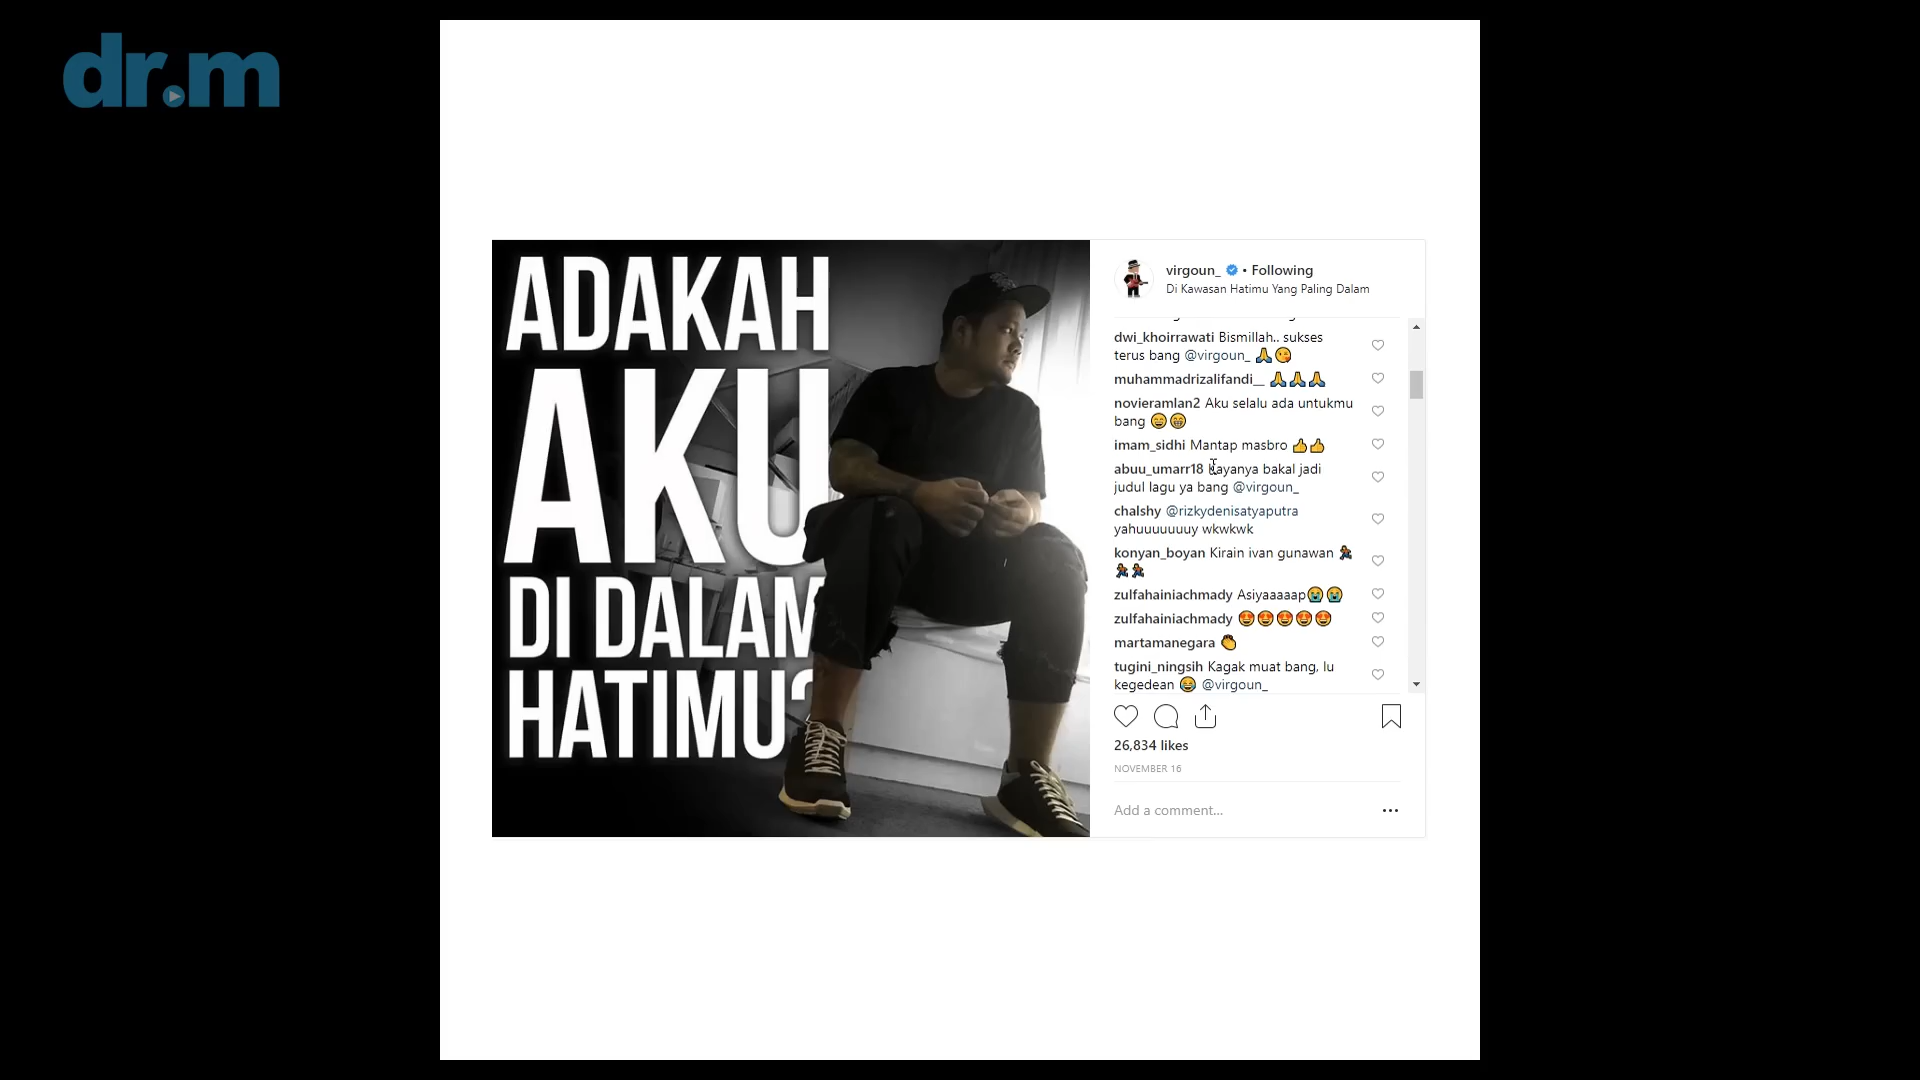 dr.m
ADAKAH
AKU
DI DALAM
HATIMU?
virgoun_ • Following
Di Kawasan Hatimu Yang Paling Dalam
dwi_khoirrawati Bismillah.. sukses
terus bang @virgoun_ 🙏😘
muhammadrizalifandi__ 🙏🙏🙏
novieramlan2 Aku selalu ada untukmu
bang 😄😁
imam_sidhi Mantap masbro 👍👍
abuu_umarr18 kayanya bakal jadi
judul lagu ya bang @virgoun_
chalshy @rizkydenisatyaputra
yahuuuuuuuy wkwkwk
konyan_boyan Kirain ivan gunawan
zulfahainiachmady Asiyaaaaap😭😭
zulfahainiachmady 😍😍😍😍😍
martamanegara 👏
tugini_ningsih Kagak muat bang, lu
kegedean 😂 @virgoun_
26,834 likes
NOVEMBER 16
Add a comment...